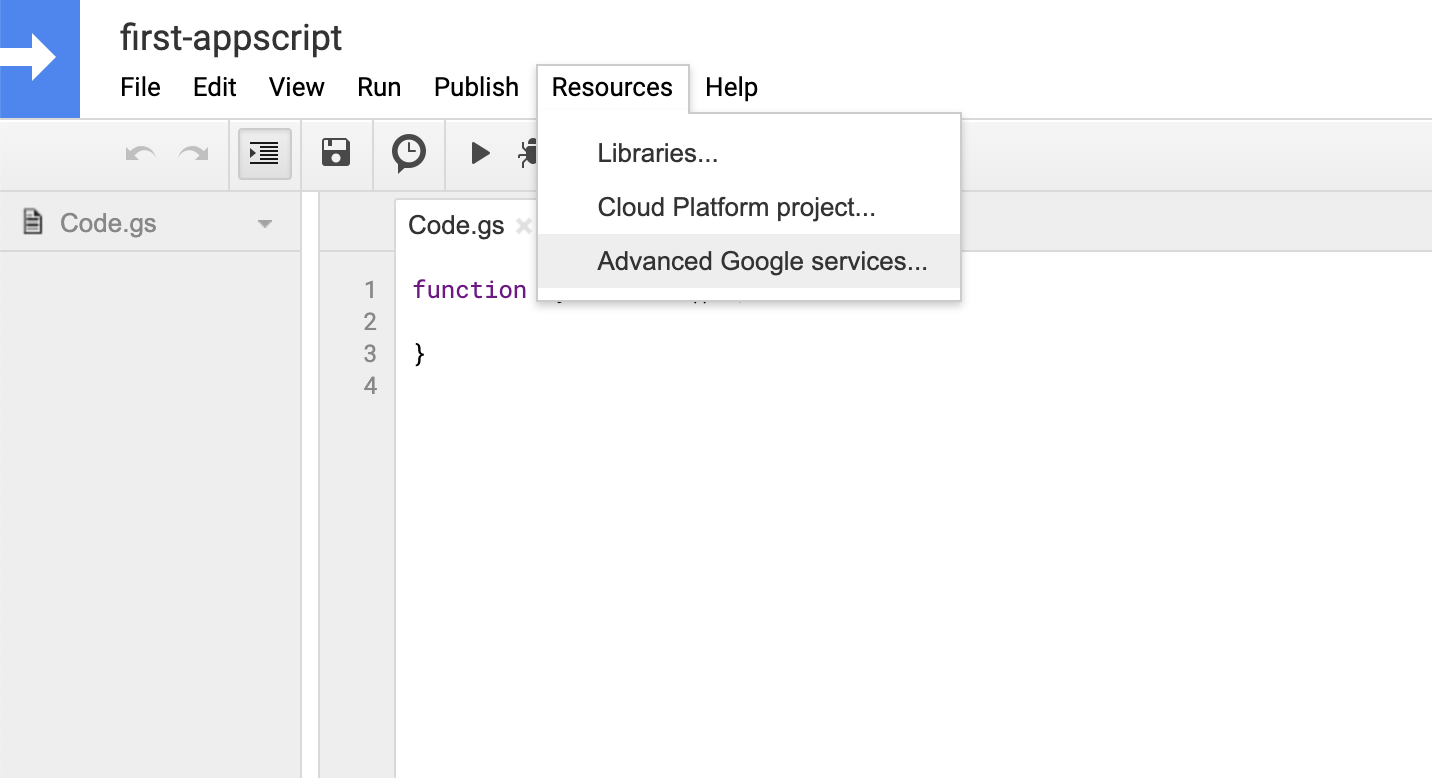 first-appscript
File Edit View Run Publish Resources Help
Libraries...
Cloud Platform project...
Advanced Google services...
Code.gs
Code.gs
1 function
2
3 }
4